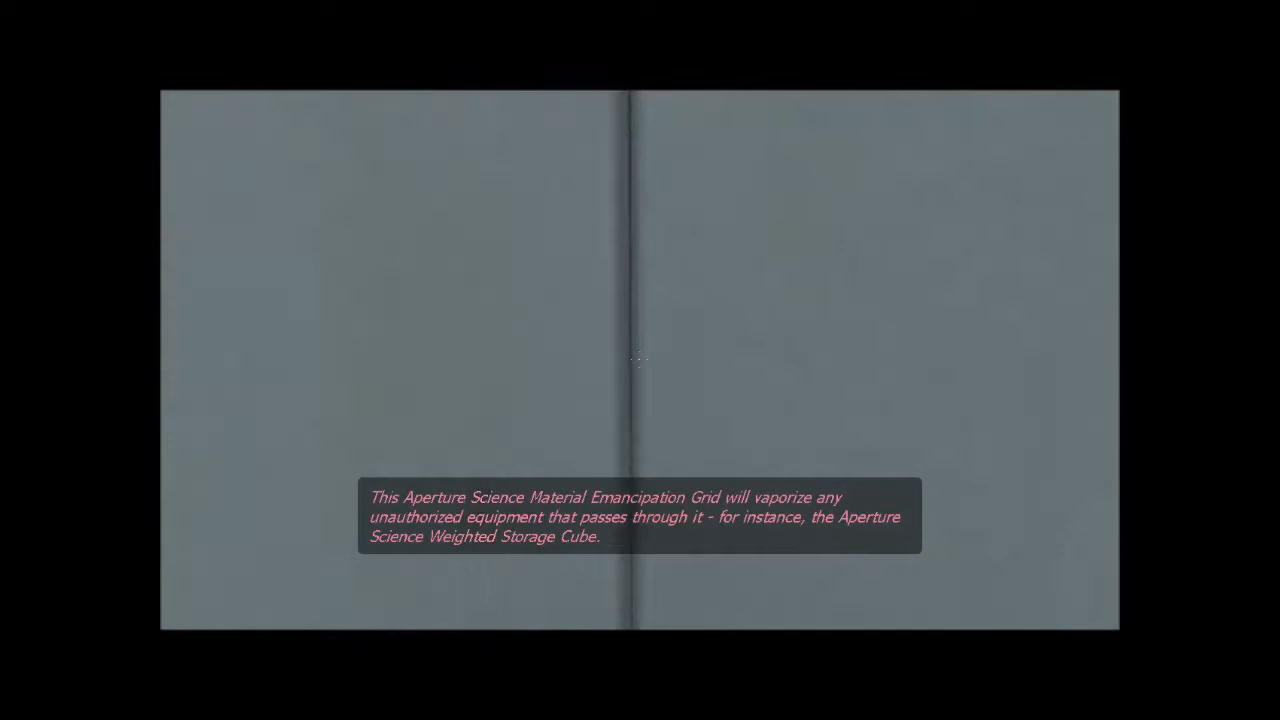 This Aperture Science Material Emancipation Grid will vaporize any
unauthorized equipment that passes through it - for instance, the Aperture
Science Weighted Storage Cube.